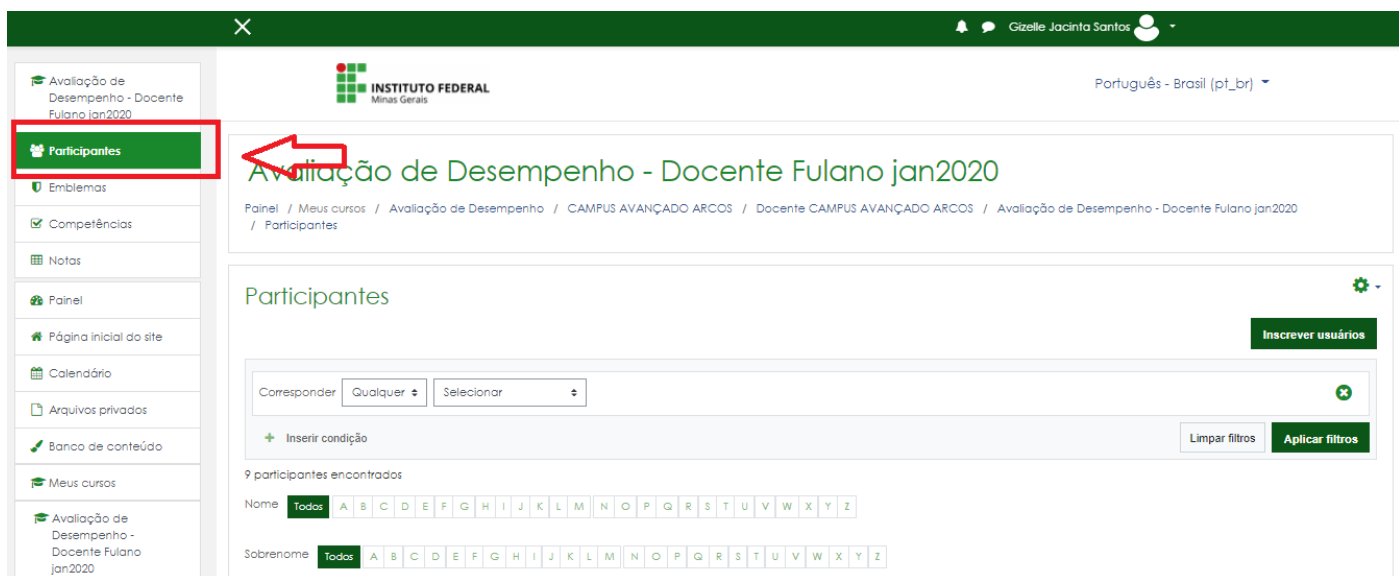 Gizelle Jacinta Santos
Avaliação de
Desempenho - Docente
Fulano jan2020
Participantes
Emblemas
Competências
Notas
Painel
Página inicial do site
Calendário
Arquivos privados
Banco de conteúdo
Meus cursos
Avaliação de
Desempenho -
Docente Fulano
jan2020
INSTITUTO FEDERAL
Minas Gerais
Português - Brasil (pt_br)
Avaliação de Desempenho - Docente Fulano jan2020
Painel / Meus cursos / Avaliação de Desempenho / CAMPUS AVANÇADO ARCOS / Docente CAMPUS AVANÇADO ARCOS / Avaliação de Desempenho - Docente Fulano jan2020
/ Participantes
Participantes
Inscrever usuários
Corresponder Qualquer Selecionar
Inserir condição Limpar filtros Aplicar filtros
9 participantes encontrados
Nome Todos A B C D E F G H I J K L M N O P Q R S T U V W X Y Z
Sobrenome Todos A B C D E F G H I J K L M N O P Q R S T U V W X Y Z